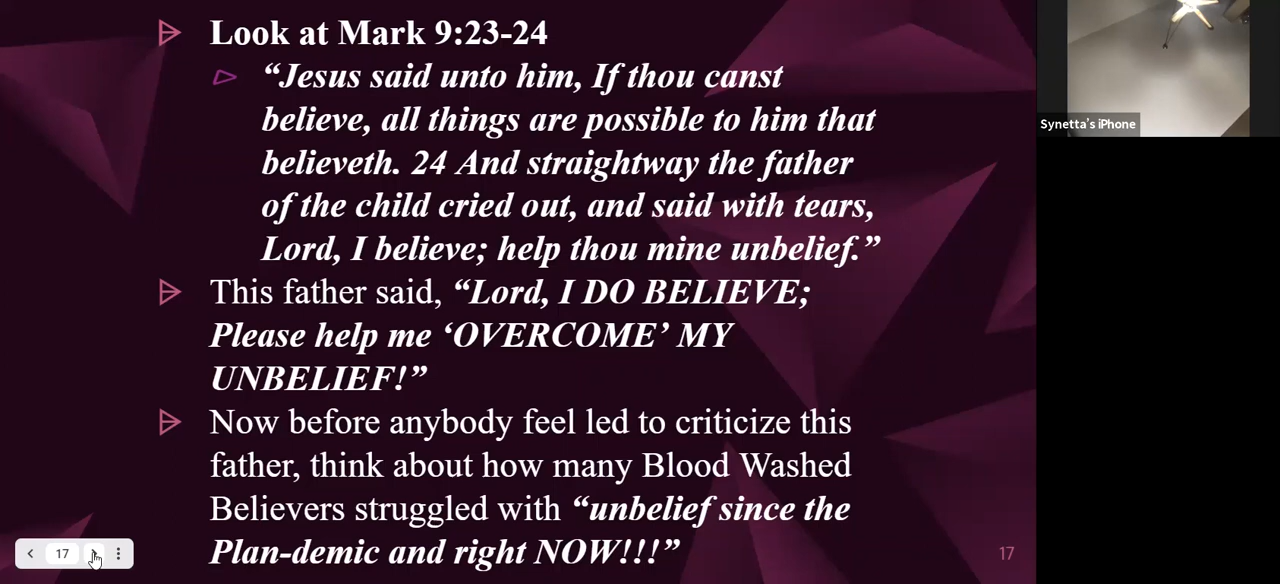 Look at Mark 9:23-24
“Jesus said unto him, If thou canst
believe, all things are possible to him that
believeth. 24 And straightway the father
of the child cried out, and said with tears,
Lord, I believe; help thou mine unbelief.”
This father said, “Lord, I DO BELIEVE;
Please help me ‘OVERCOME’ MY
UNBELIEF!”
Now before anybody feel led to criticize this
father, think about how many Blood Washed
Believers struggled with “unbelief since the
Plan-demic and right NOW!!!”
17
17
Synetta’s iPhone